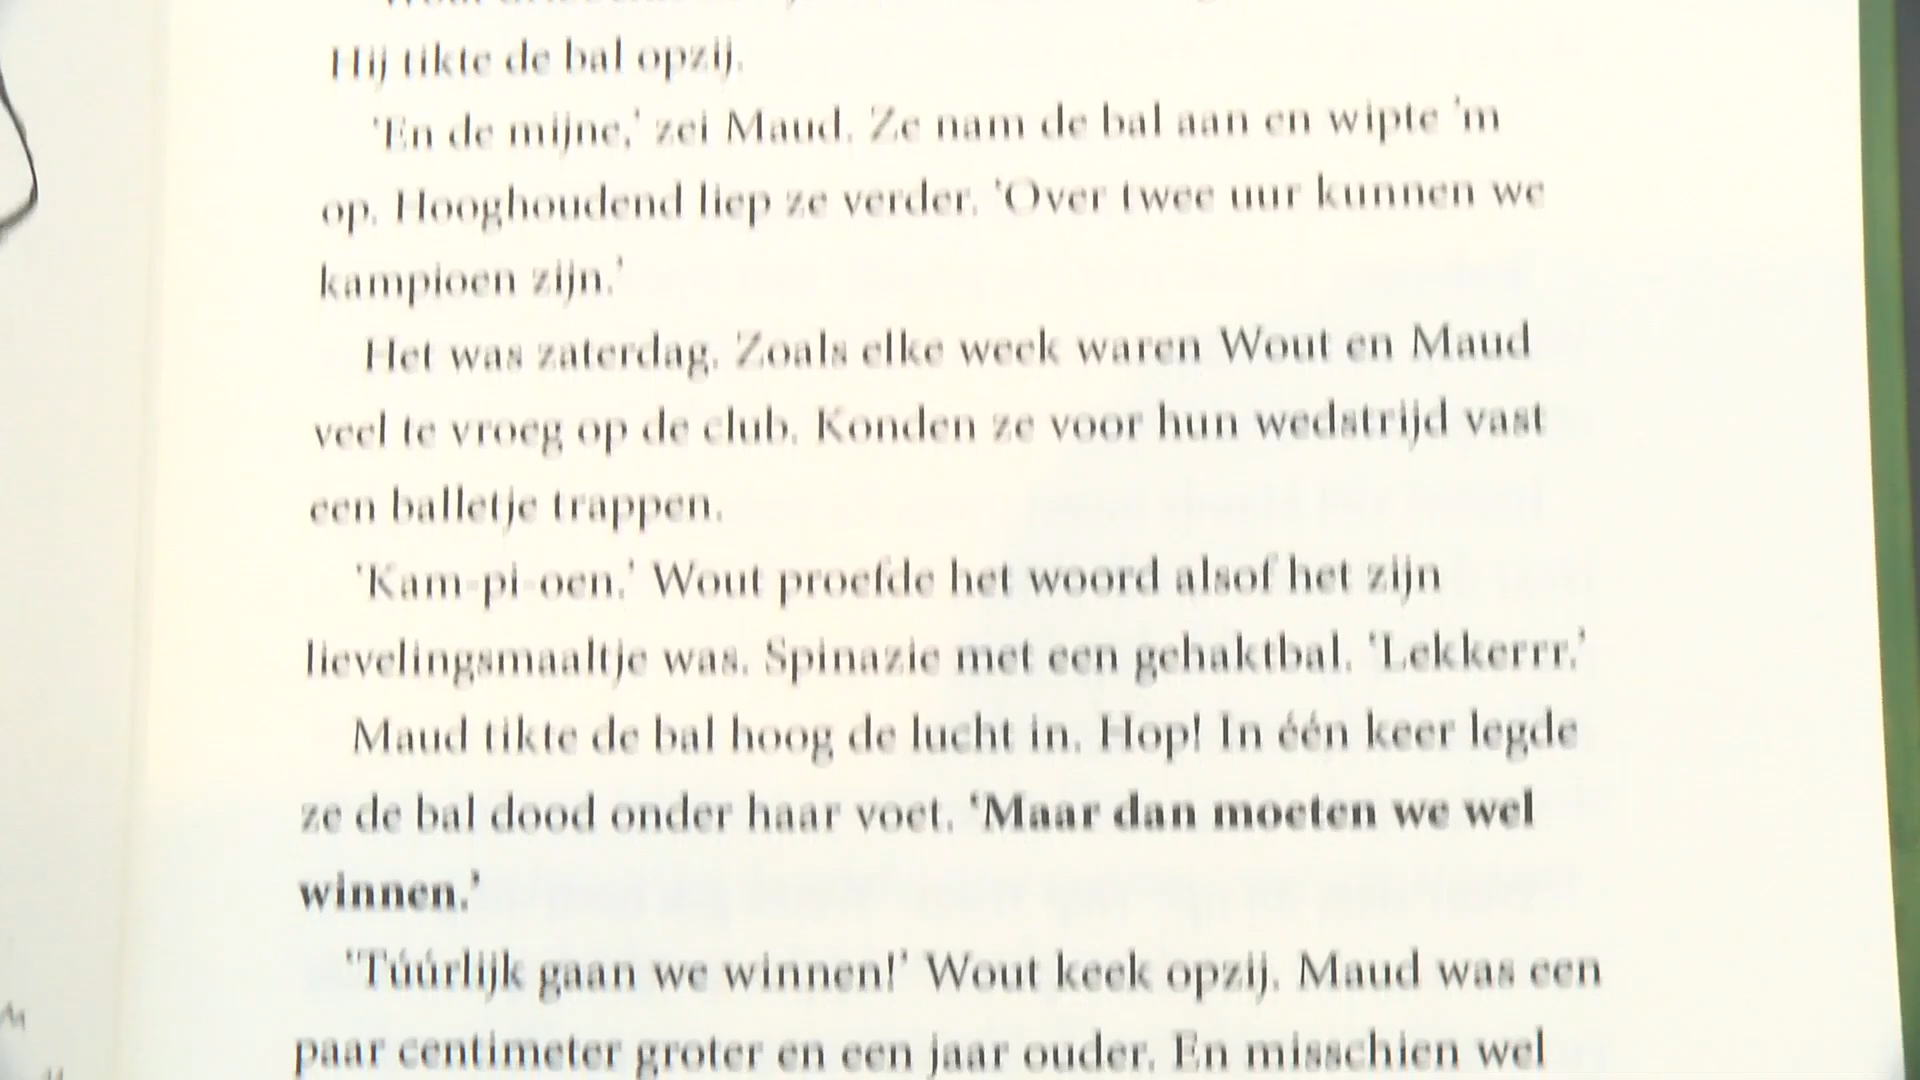 Hij tikte de bal opzij.
'En de mijne,' zei Maud. Ze nam de bal aan en wipte 'm
op. Hooghoudend liep ze verder. 'Over twee uur kunnen we
kampioen zijn.'
Het was zaterdag. Zoals elke week waren Wout en Maud
veel te vroeg op de club. Konden ze voor hun wedstrijd vast
een balletje trappen.
'Kam-pi-oen.' Wout proefde het woord alsof het zijn
lievelingsmaaltje was. Spinazie met een gehaktbal. 'Lekkerrr.'
Maud tikte de bal hoog de lucht in. Hop! In één keer legde
ze de bal dood onder haar voet. 'Maar dan moeten we wel
winnen.'
'Túúrlijk gaan we winnen!' Wout keek opzij. Maud was een
paar centimeter groter en een jaar ouder. En misschien wel